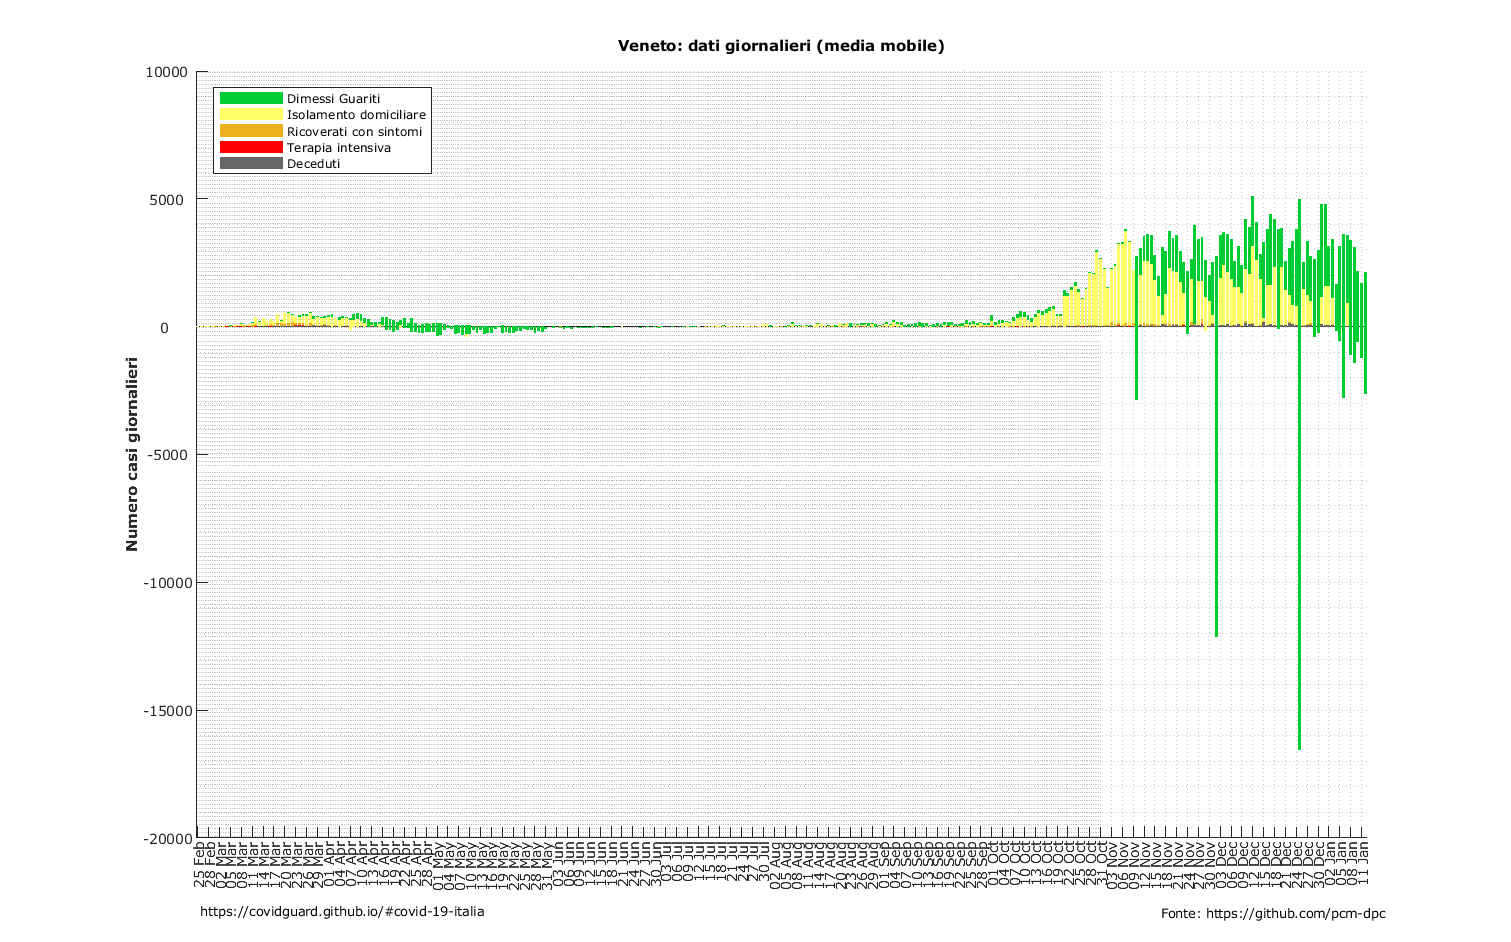 Veneto: dati giornalieri (media mobile)
10000
5000
0
-5000
-10000
-15000
-20000
Numero casi giornalieri
Dimessi Guariti
Isolamento domiciliare
Ricoverati con sintomi
Terapia intensiva
Deceduti
25 Feb
28 Feb
02 Mar
05 Mar
08 Mar
11 Mar
14 Mar
17 Mar
20 Mar
23 Mar
26 Mar
29 Mar
01 Apr
04 Apr
07 Apr
10 Apr
13 Apr
16 Apr
19 Apr
22 Apr
25 Apr
28 Apr
01 May
04 May
07 May
10 May
13 May
16 May
19 May
22 May
25 May
28 May
31 May
03 Jun
06 Jun
09 Jun
12 Jun
15 Jun
18 Jun
21 Jun
24 Jun
27 Jun
30 Jun
03 Jul
06 Jul
09 Jul
12 Jul
15 Jul
18 Jul
21 Jul
24 Jul
27 Jul
30 Jul
02 Aug
05 Aug
08 Aug
11 Aug
14 Aug
17 Aug
20 Aug
23 Aug
26 Aug
29 Aug
01 Sep
04 Sep
07 Sep
10 Sep
13 Sep
16 Sep
19 Sep
22 Sep
25 Sep
28 Sep
01 Oct
04 Oct
07 Oct
10 Oct
13 Oct
16 Oct
19 Oct
22 Oct
25 Oct
28 Oct
31 Oct
03 Nov
06 Nov
09 Nov
12 Nov
15 Nov
18 Nov
21 Nov
24 Nov
27 Nov
30 Nov
03 Dec
06 Dec
09 Dec
12 Dec
15 Dec
18 Dec
21 Dec
24 Dec
27 Dec
30 Dec
02 Jan
05 Jan
08 Jan
11 Jan
https://covidguard.github.io/#covid-19-italia
Fonte: https://github.com/pcm-dpc